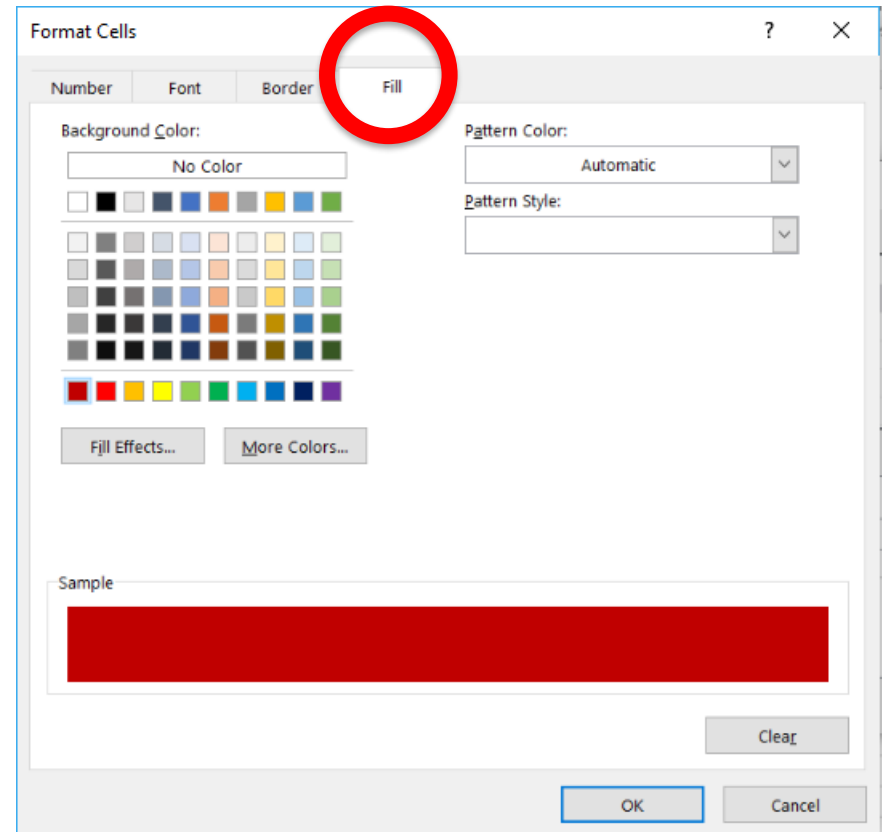 Format Cells ? ×
Number Font Border Fill
Background Color: Pattern Color:
No Color Automatic
Pattern Style:
Fill Effects... More Colors...
Sample
Clear
OK Cancel